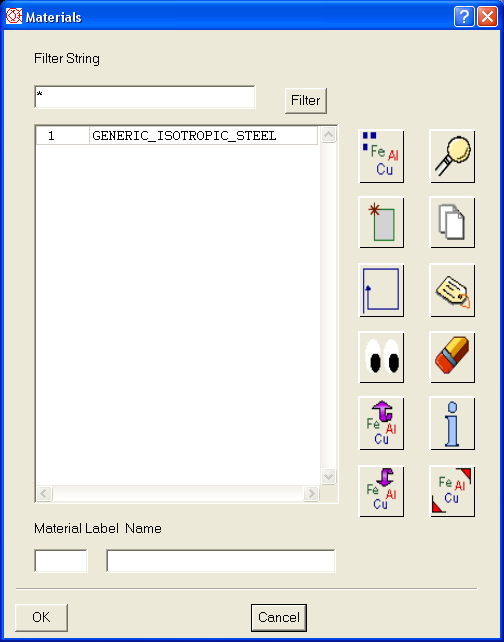 Materials
Filter String
*
Filter
1 GENERIC_ISOTROPIC_STEEL
Fe Al
Cu
Fe Al
Cu
Fe Al
Cu
Fe Al
Cu
Material Label Name
OK
Cancel